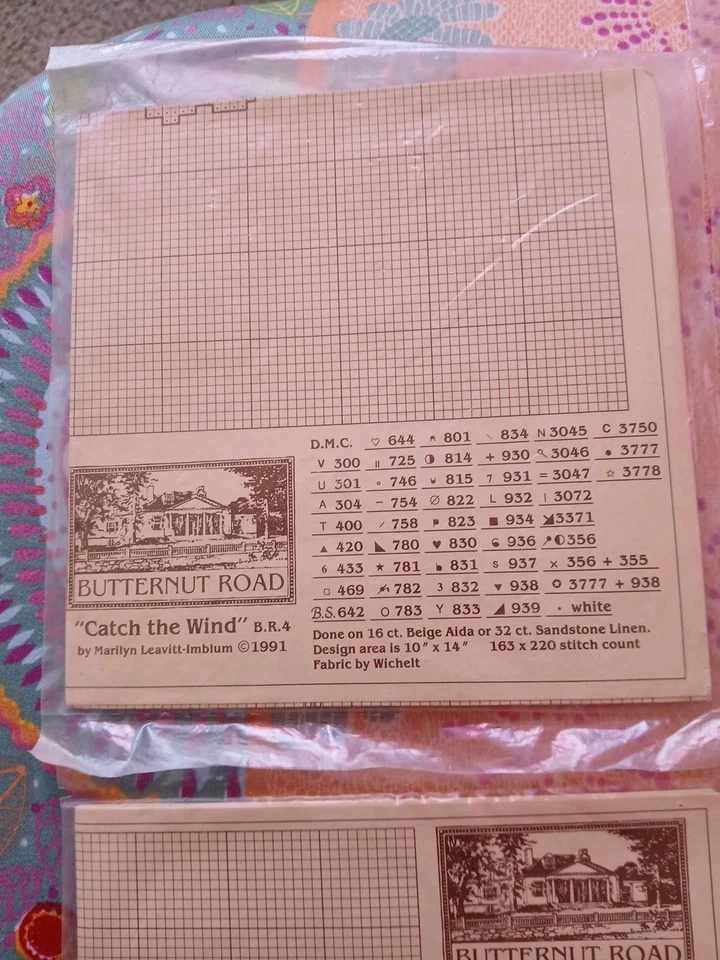 D.M.C. ♡ 644 ſ 801 \ 834 N 3045 C 3750
V 300 ॥ 725 ◑ 814 + 930 3046 • 3777
U 301 ∘ 746 815 7 931 = 3047 ☆ 3778
A 304 – 754 ∅ 822 L 932 | 3072
T 400 ⁄ 758 823 ■ 934 3371
▲ 420 ◣ 780 ♥ 830 936 ◐ 356
6 433 ★ 781 831 s 937 x 356 + 355
□ 469 782 3 832 ▼ 938 ✪ 3777 + 938
B.S. 642 O 783 Y 833 ◢ 939 • white
BUTTERNUT ROAD
"Catch the Wind" B.R.4
by Marilyn Leavitt-Imblum ©1991
Done on 16 ct. Beige Aida or 32 ct. Sandstone Linen.
Design area is 10" x 14" 163 x 220 stitch count
Fabric by Wichelt
BUTTERNUT ROAD